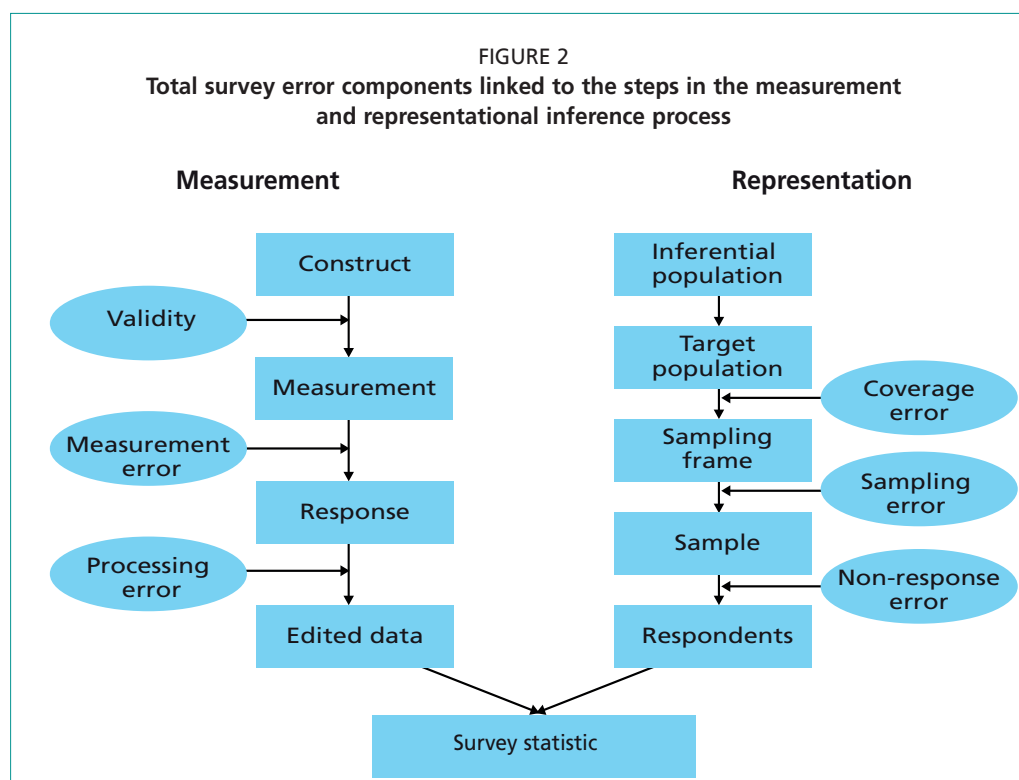 FIGURE 2
Total survey error components linked to the steps in the measurement
and representational inference process
Measurement
Construct
Validity
Measurement
Measurement
error
Response
Processing
error
Edited data
Representation
Inferential
population
Target
population
Coverage
error
Sampling
frame
Sampling
error
Sample
Non-response
error
Respondents
Survey statistic